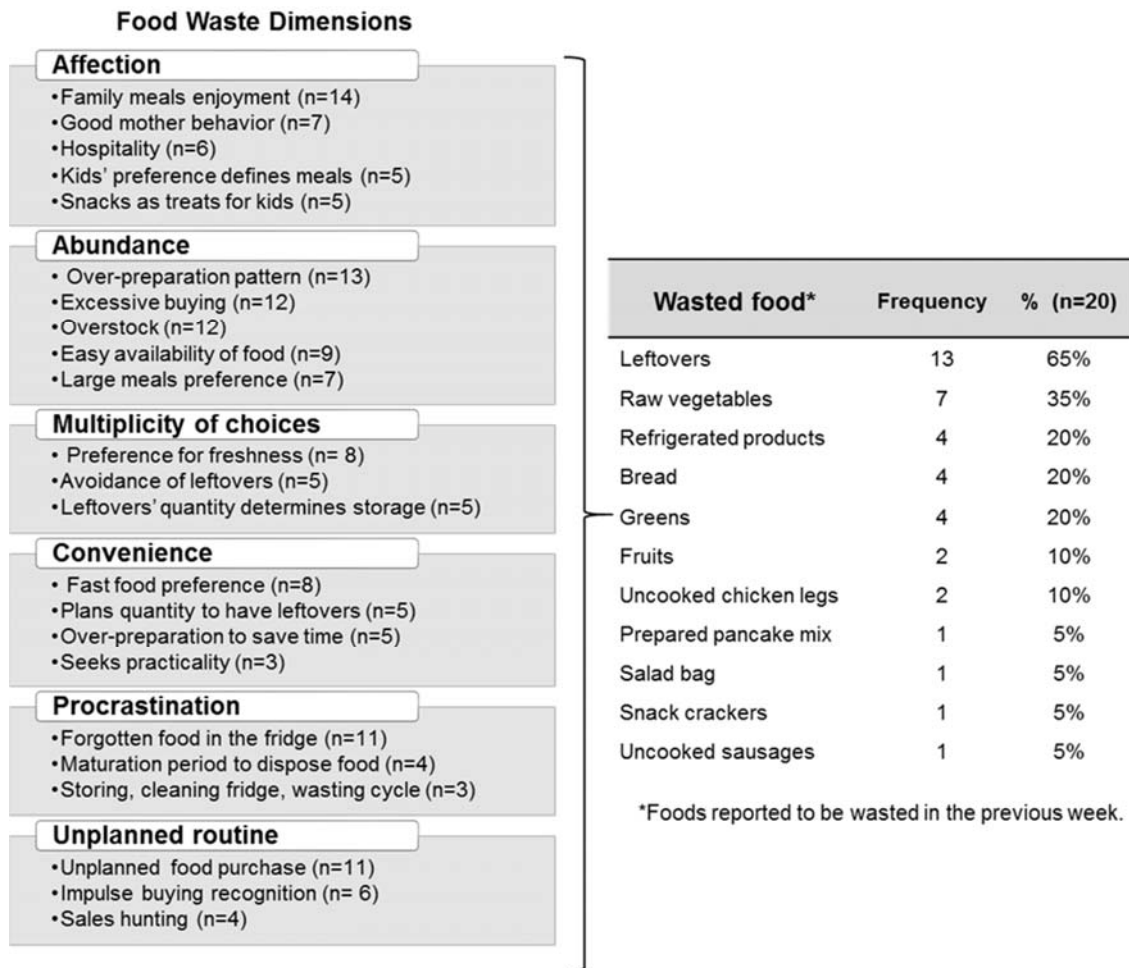 Food Waste Dimensions
Affection
•Family meals enjoyment (n=14)
•Good mother behavior (n=7)
•Hospitality (n=6)
•Kids' preference defines meals (n=5)
•Snacks as treats for kids (n=5)
Abundance
• Over-preparation pattern (n=13)
•Excessive buying (n=12)
•Overstock (n=12)
•Easy availability of food (n=9)
•Large meals preference (n=7)
Multiplicity of choices
• Preference for freshness (n= 8)
•Avoidance of leftovers (n=5)
•Leftovers' quantity determines storage (n=5)
Convenience
• Fast food preference (n=8)
•Plans quantity to have leftovers (n=5)
•Over-preparation to save time (n=5)
•Seeks practicality (n=3)
Procrastination
•Forgotten food in the fridge (n=11)
•Maturation period to dispose food (n=4)
•Storing, cleaning fridge, wasting cycle (n=3)
Unplanned routine
•Unplanned food purchase (n=11)
•Impulse buying recognition (n= 6)
•Sales hunting (n=4)
Wasted food* Frequency % (n=20)
Leftovers 13 65%
Raw vegetables 7 35%
Refrigerated products 4 20%
Bread 4 20%
Greens 4 20%
Fruits 2 10%
Uncooked chicken legs 2 10%
Prepared pancake mix 1 5%
Salad bag 1 5%
Snack crackers 1 5%
Uncooked sausages 1 5%
*Foods reported to be wasted in the previous week.